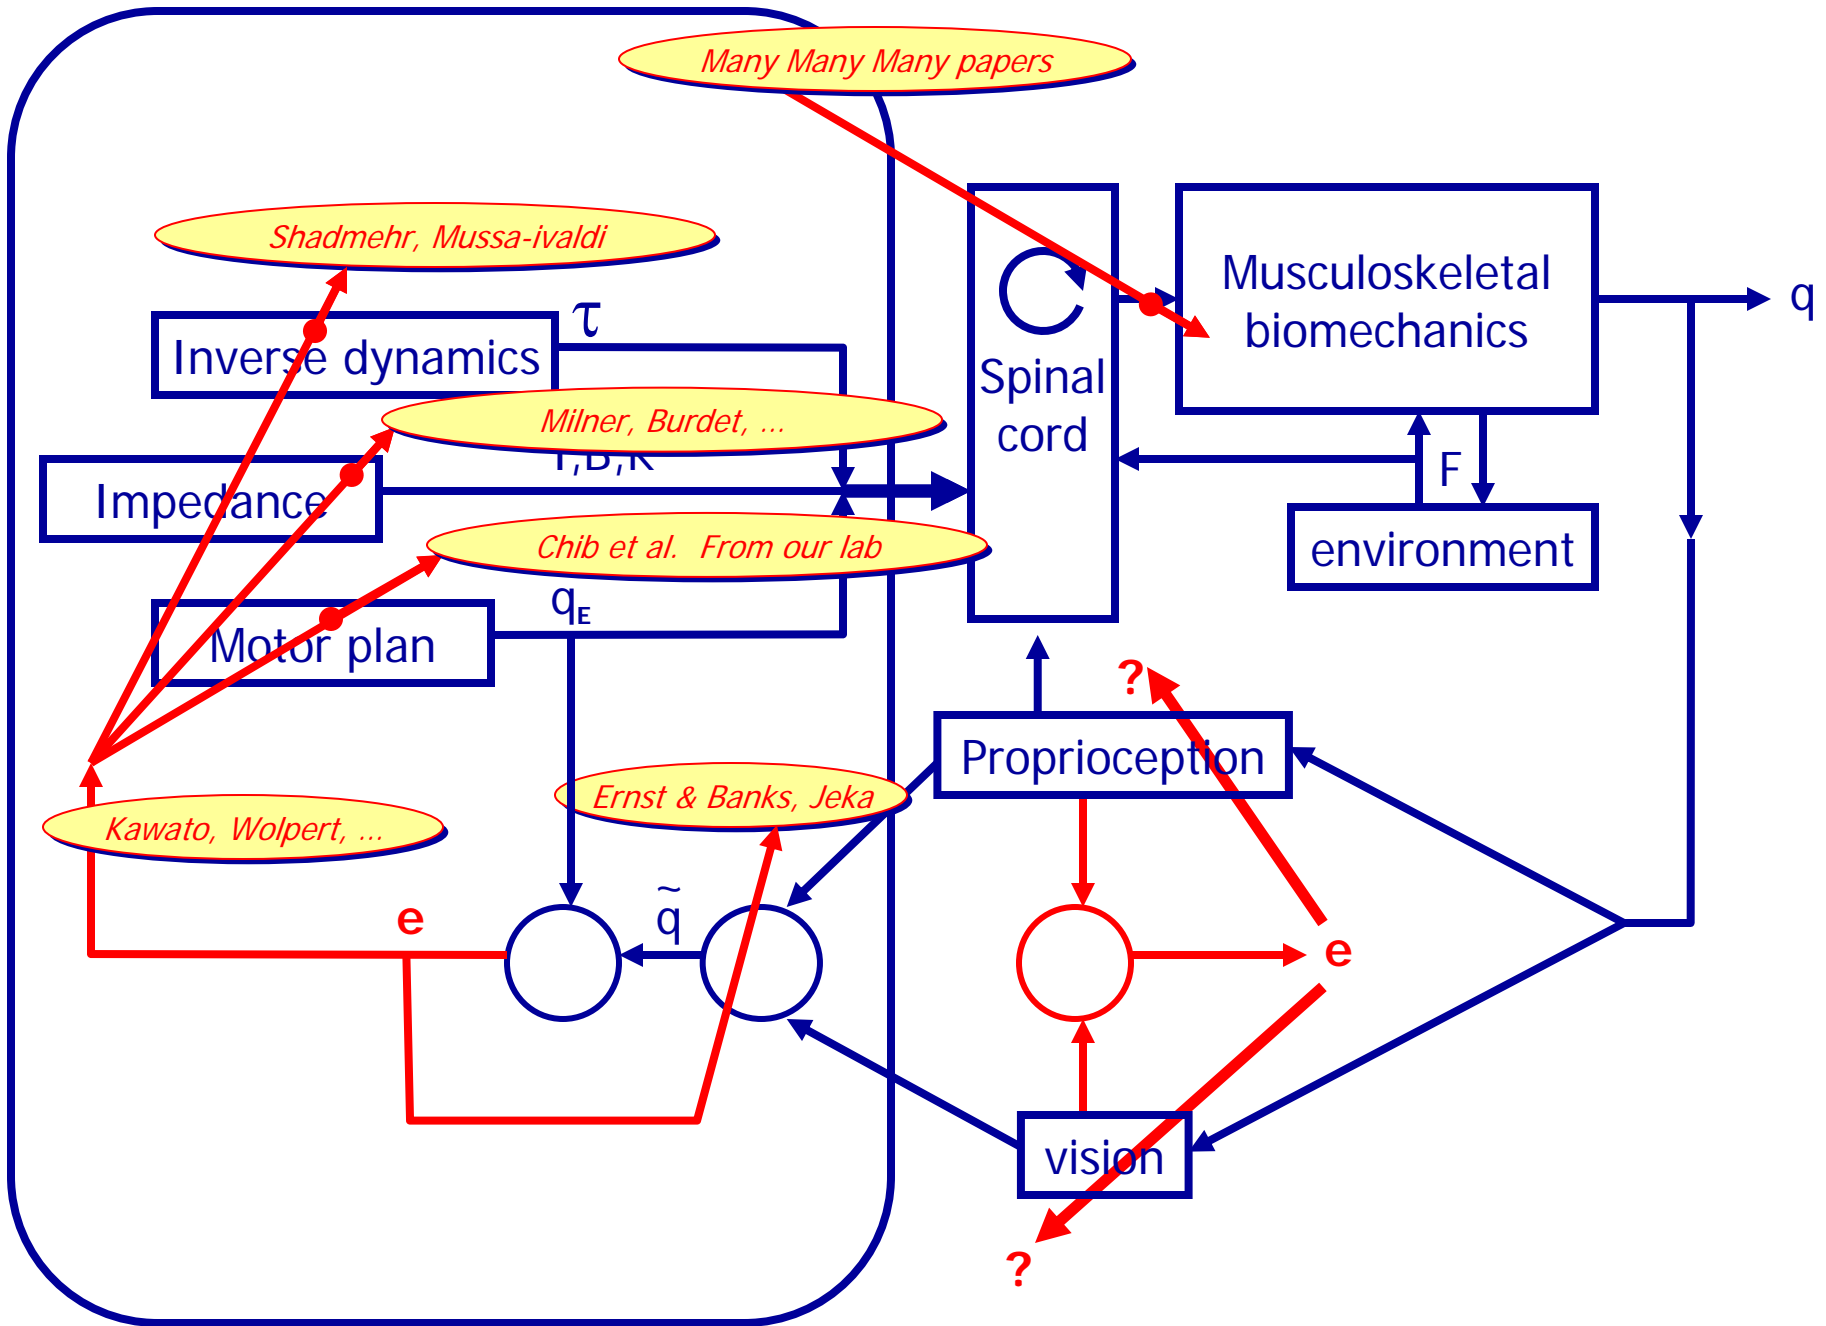 Many Many Many papers
Shadmehr, Mussa-ivaldi
τ
Inverse dynamics
Milner, Burdet, ...
Impedance
Chib et al. From our lab
qE
Motor plan
Spinal
cord
Musculoskeletal
biomechanics
q
F
environment
?
Proprioception
Ernst & Banks, Jeka
Kawato, Wolpert, ...
e
q̃
e
vision
?